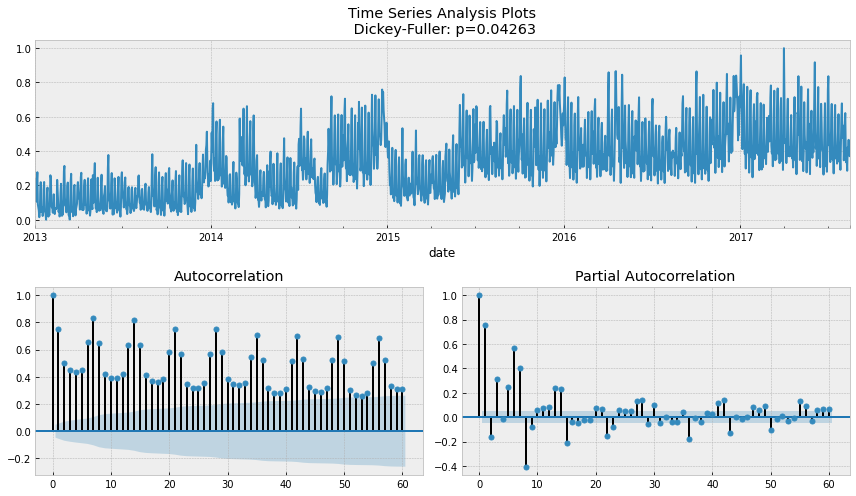 Time Series Analysis Plots
Dickey-Fuller: p=0.04263
1.0
0.8
0.6
0.4
0.2
0.0
2013 2014 2015 2016 2017
date
Autocorrelation
1.0
0.8
0.6
0.4
0.2
0.0
−0.2
0 10 20 30 40 50 60
Partial Autocorrelation
1.0
0.8
0.6
0.4
0.2
0.0
−0.2
−0.4
0 10 20 30 40 50 60